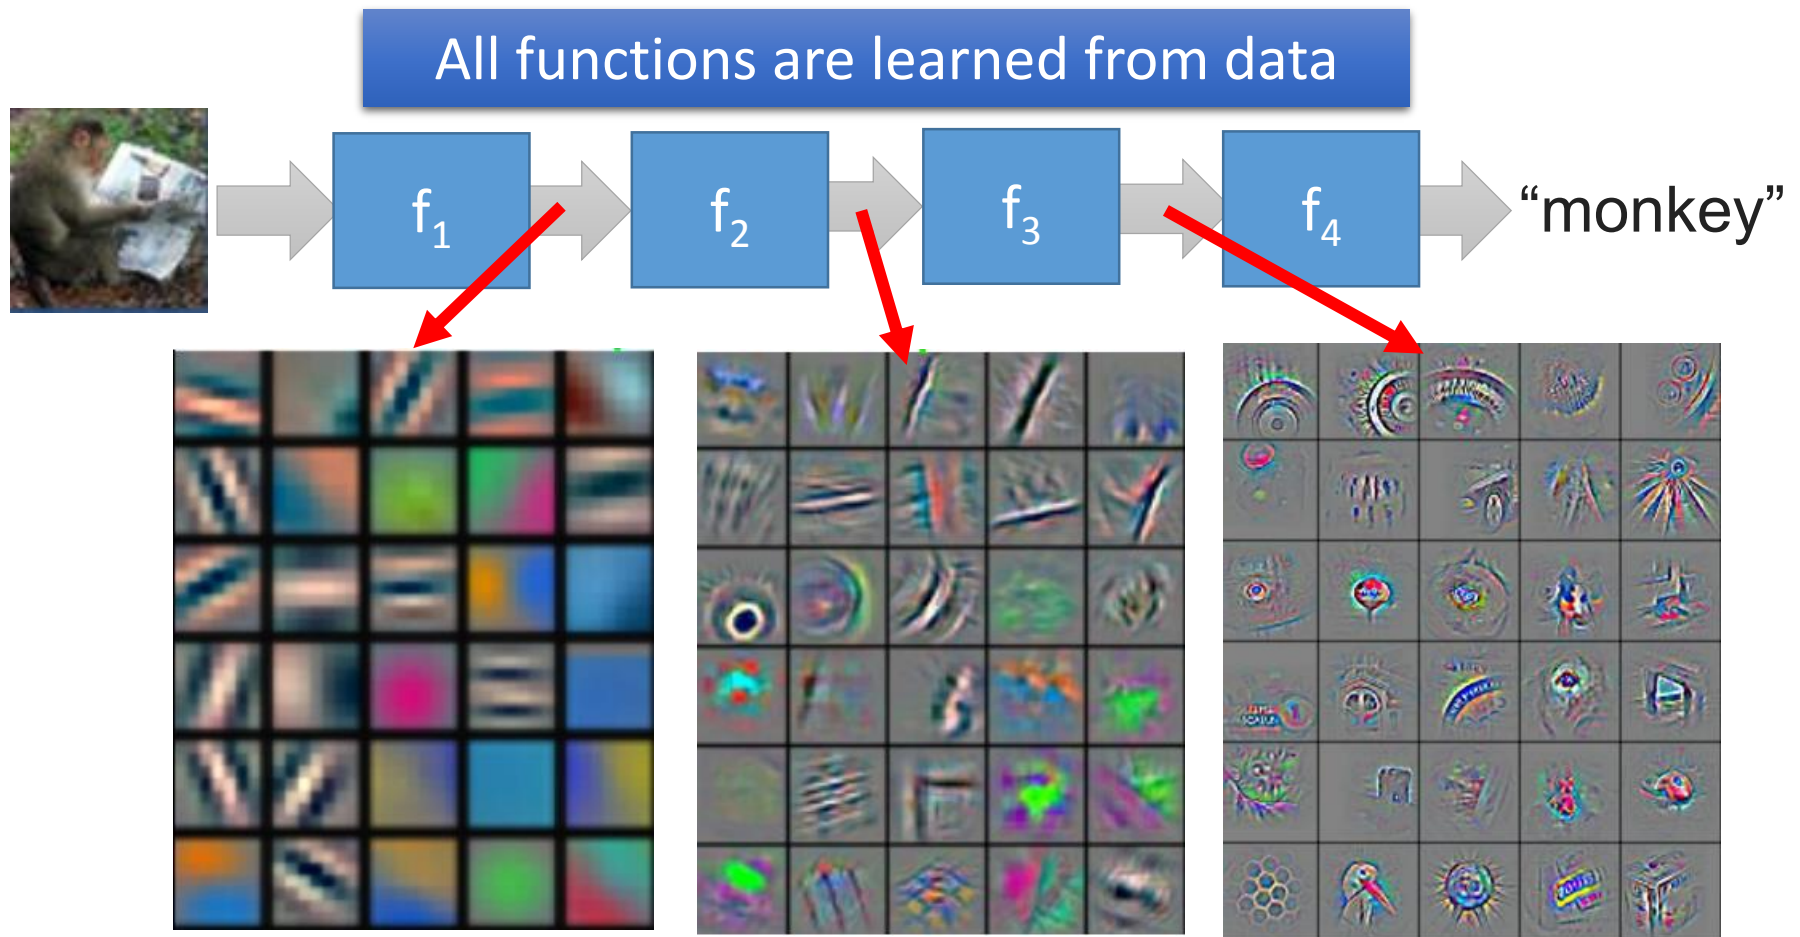 All functions are learned from data
f1
f2
f3
f4
“monkey”